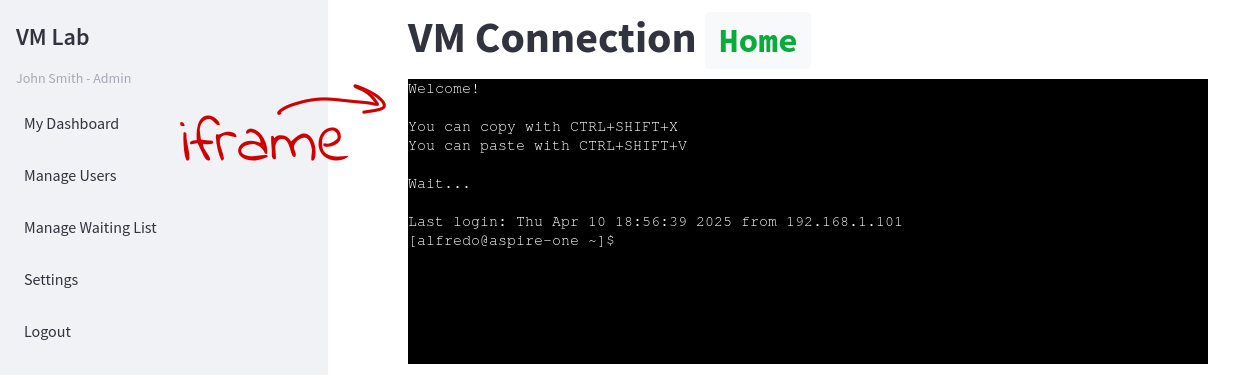 VM Lab
John Smith - Admin
My Dashboard
Manage Users
Manage Waiting List
Settings
Logout
iframe
VM Connection Home
Welcome!
You can copy with CTRL+SHIFT+X
You can paste with CTRL+SHIFT+V
Wait...
Last login: Thu Apr 10 18:56:39 2025 from 192.168.1.101
[alfredo@aspire-one ~]$